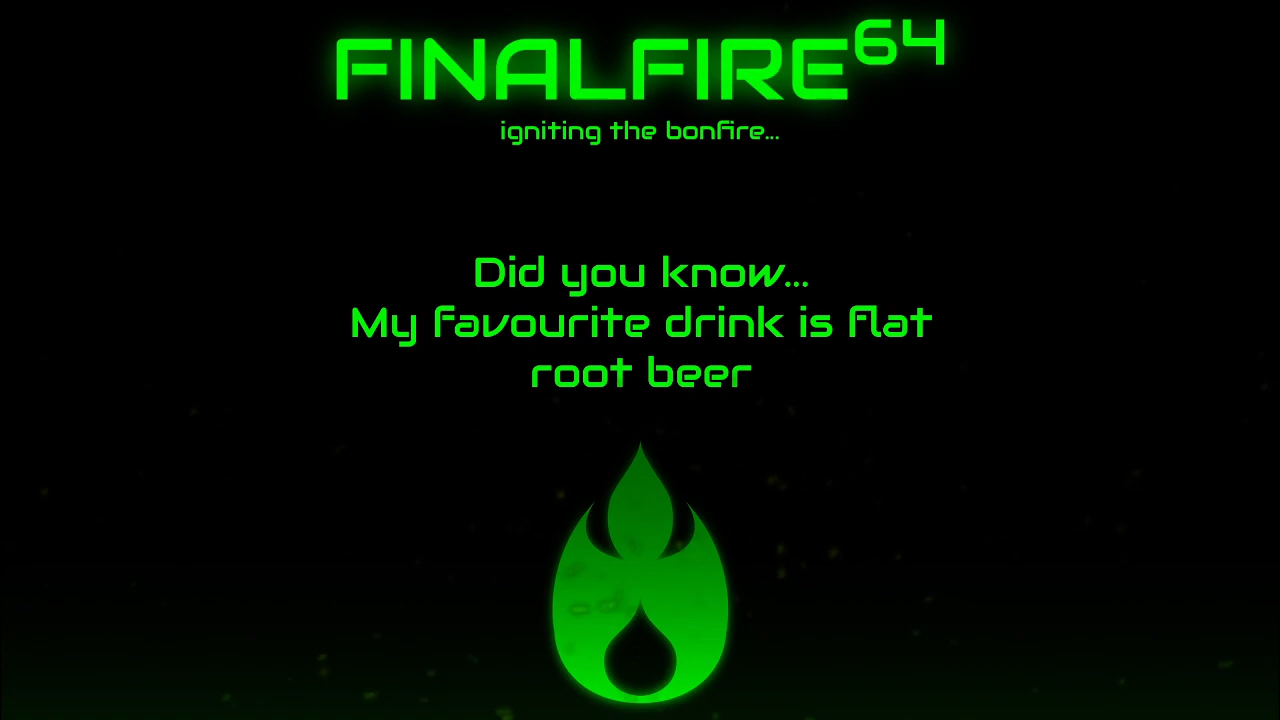 FINALFIRE64
igniting the bonfire...
Did you know...
My favourite drink is flat
root beer